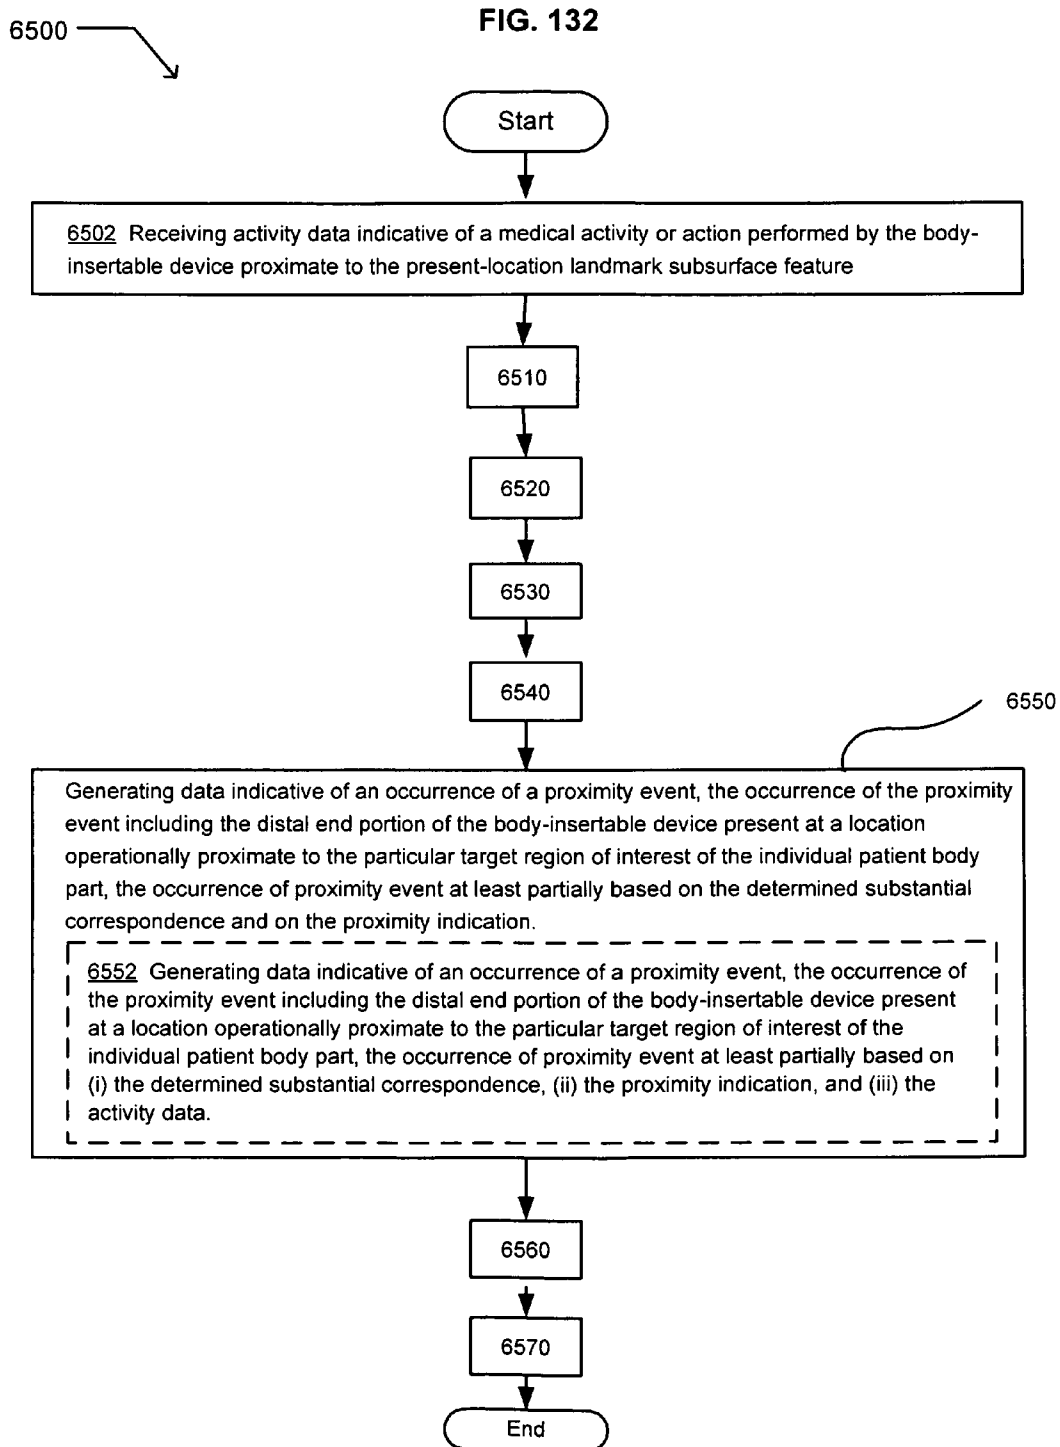 FIG. 132
6500
Start
6502 Receiving activity data indicative of a medical activity or action performed by the body-
insertable device proximate to the present-location landmark subsurface feature
6510
6520
6530
6540
6550
Generating data indicative of an occurrence of a proximity event, the occurrence of the proximity
event including the distal end portion of the body-insertable device present at a location
operationally proximate to the particular target region of interest of the individual patient body
part, the occurrence of proximity event at least partially based on the determined substantial
correspondence and on the proximity indication.
6552 Generating data indicative of an occurrence of a proximity event, the occurrence of
the proximity event including the distal end portion of the body-insertable device present
at a location operationally proximate to the particular target region of interest of the
individual patient body part, the occurrence of proximity event at least partially based on
(i) the determined substantial correspondence, (ii) the proximity indication, and (iii) the
activity data.
6560
6570
End